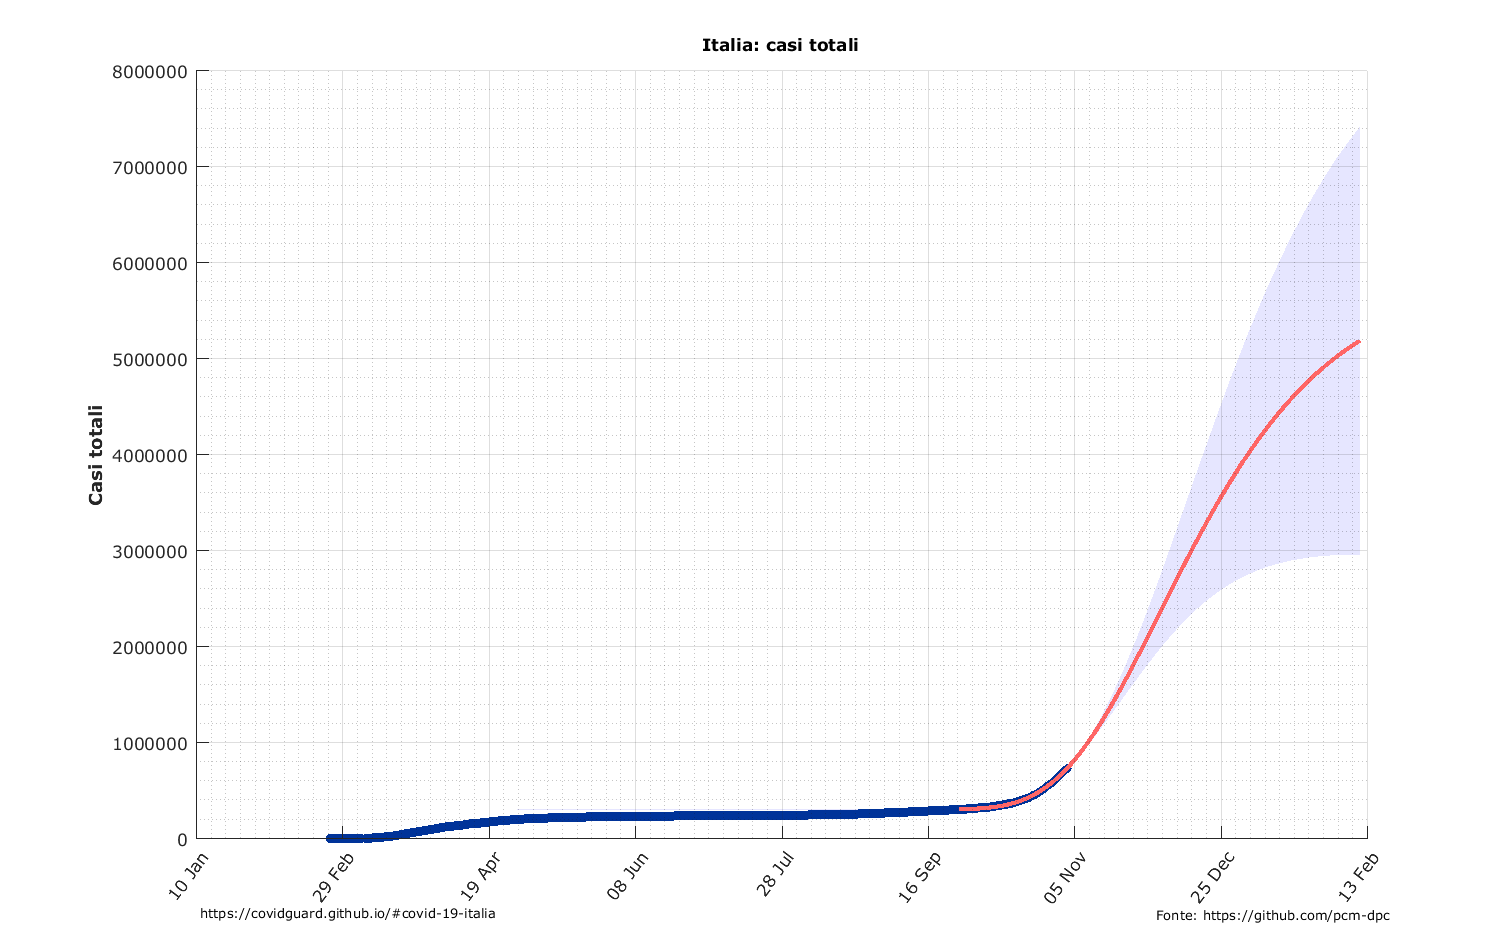 Italia: casi totali
8000000
7000000
6000000
5000000
4000000
3000000
2000000
1000000
0
Casi totali
10 Jan
29 Feb
19 Apr
08 Jun
28 Jul
16 Sep
05 Nov
25 Dec
13 Feb
https://covidguard.github.io/#covid-19-italia
Fonte: https://github.com/pcm-dpc